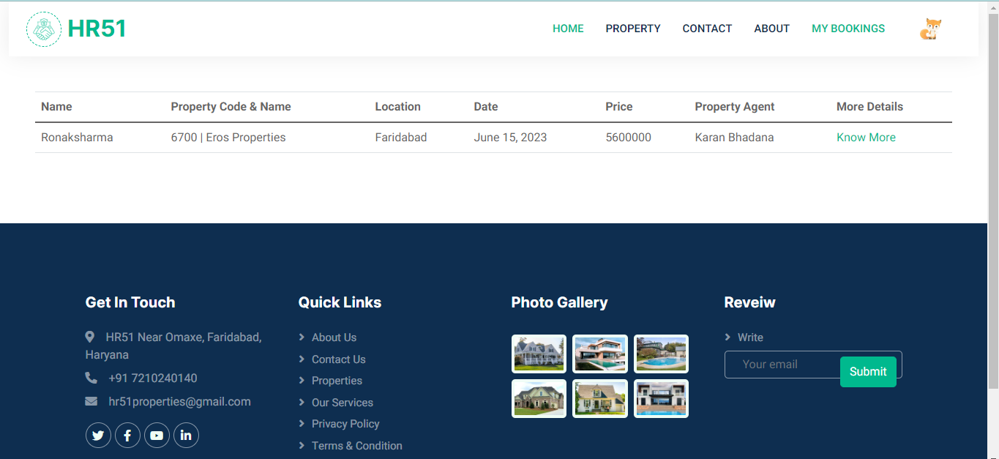 HR51
HOME PROPERTY CONTACT ABOUT MY BOOKINGS
Name Property Code & Name Location Date Price Property Agent More Details
Ronaksharma 6700 | Eros Properties Faridabad June 15, 2023 5600000 Karan Bhadana Know More
Get In Touch
HR51 Near Omaxe, Faridabad,
Haryana
+91 7210240140
hr51properties@gmail.com
Quick Links
About Us
Contact Us
Properties
Our Services
Privacy Policy
Terms & Condition
Photo Gallery
Reveiw
Write
Your email Submit